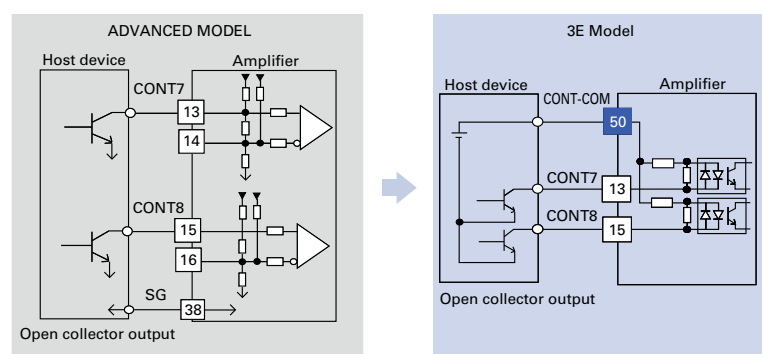 ADVANCED MODEL
Host device
Amplifier
CONT7
13
14
CONT8
15
16
SG
38
Open collector output
3E Model
Host device
Amplifier
CONT-COM
50
CONT7
13
CONT8
15
Open collector output